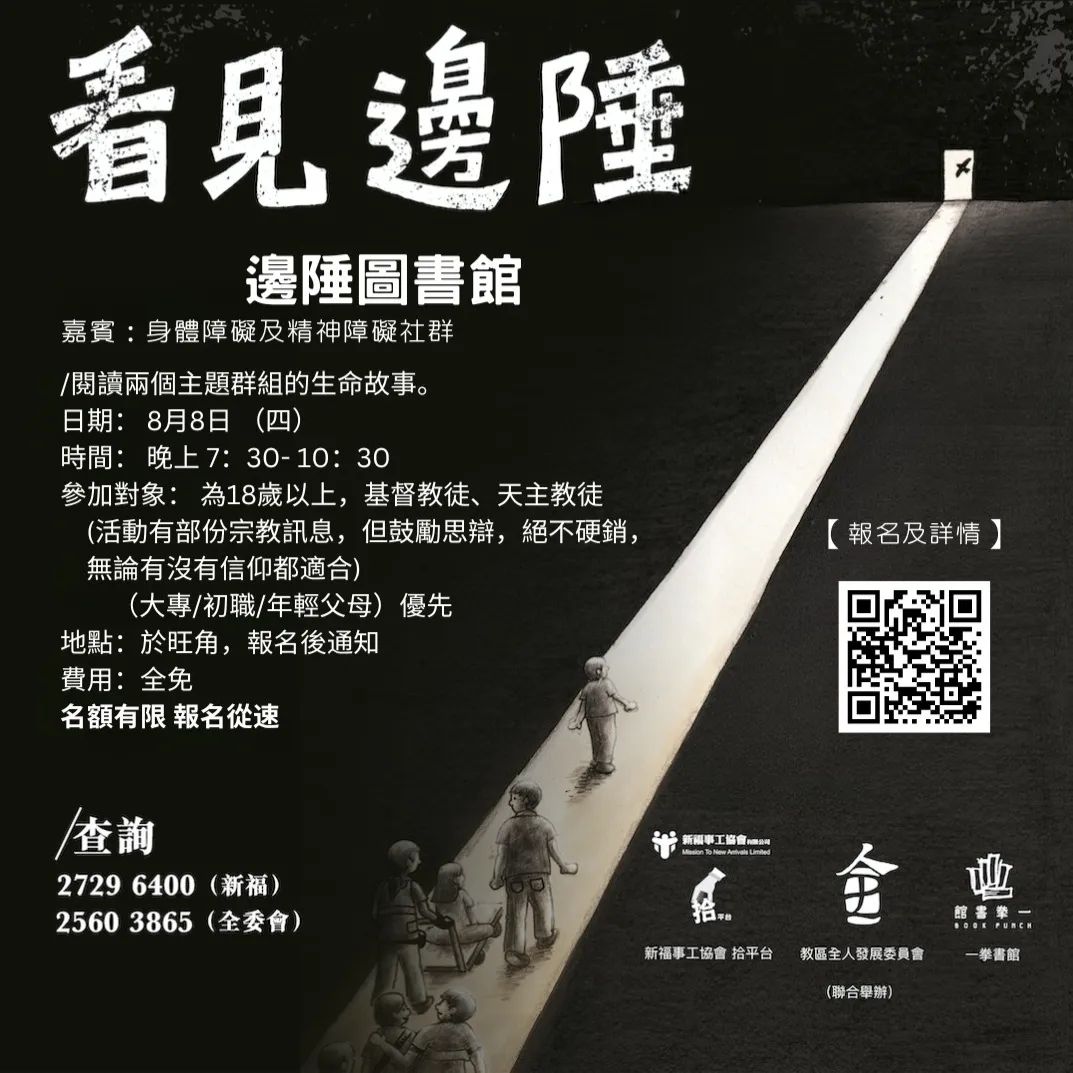 看見邊陲
邊陲圖書館
嘉賓：身體障礙及精神障礙社群
/閱讀兩個主題群組的生命故事。
日期： 8月8日 （四）
時間： 晚上 7：30-10：30
參加對象： 為18歲以上，基督教徒、天主教徒
(活動有部份宗教訊息，但鼓勵思辯，絕不硬銷，
無論有沒有信仰都適合)
（大專/初職/年輕父母）優先
地點：於旺角，報名後通知
費用：全免
名額有限 報名從速
【 報名及詳情 】
/查詢
2729 6400（新福）
2560 3865（全委會）
新福事工協會有限公司
Mission To New Arrivals Limited
拾平台
新福事工協會 拾平台
全
教區全人發展委員會
（聯合舉辦）
館書拳一
BOOK PUNCH
一拳書館